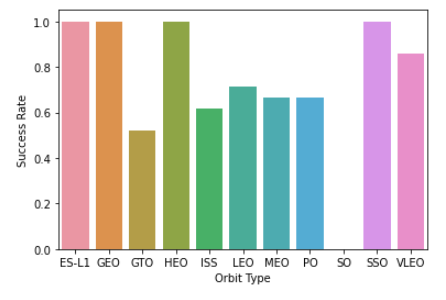 1.0
0.8
0.6
0.4
0.2
0.0
Success Rate
ES-L1 GEO GTO HEO ISS LEO MEO PO SO SSO VLEO
Orbit Type